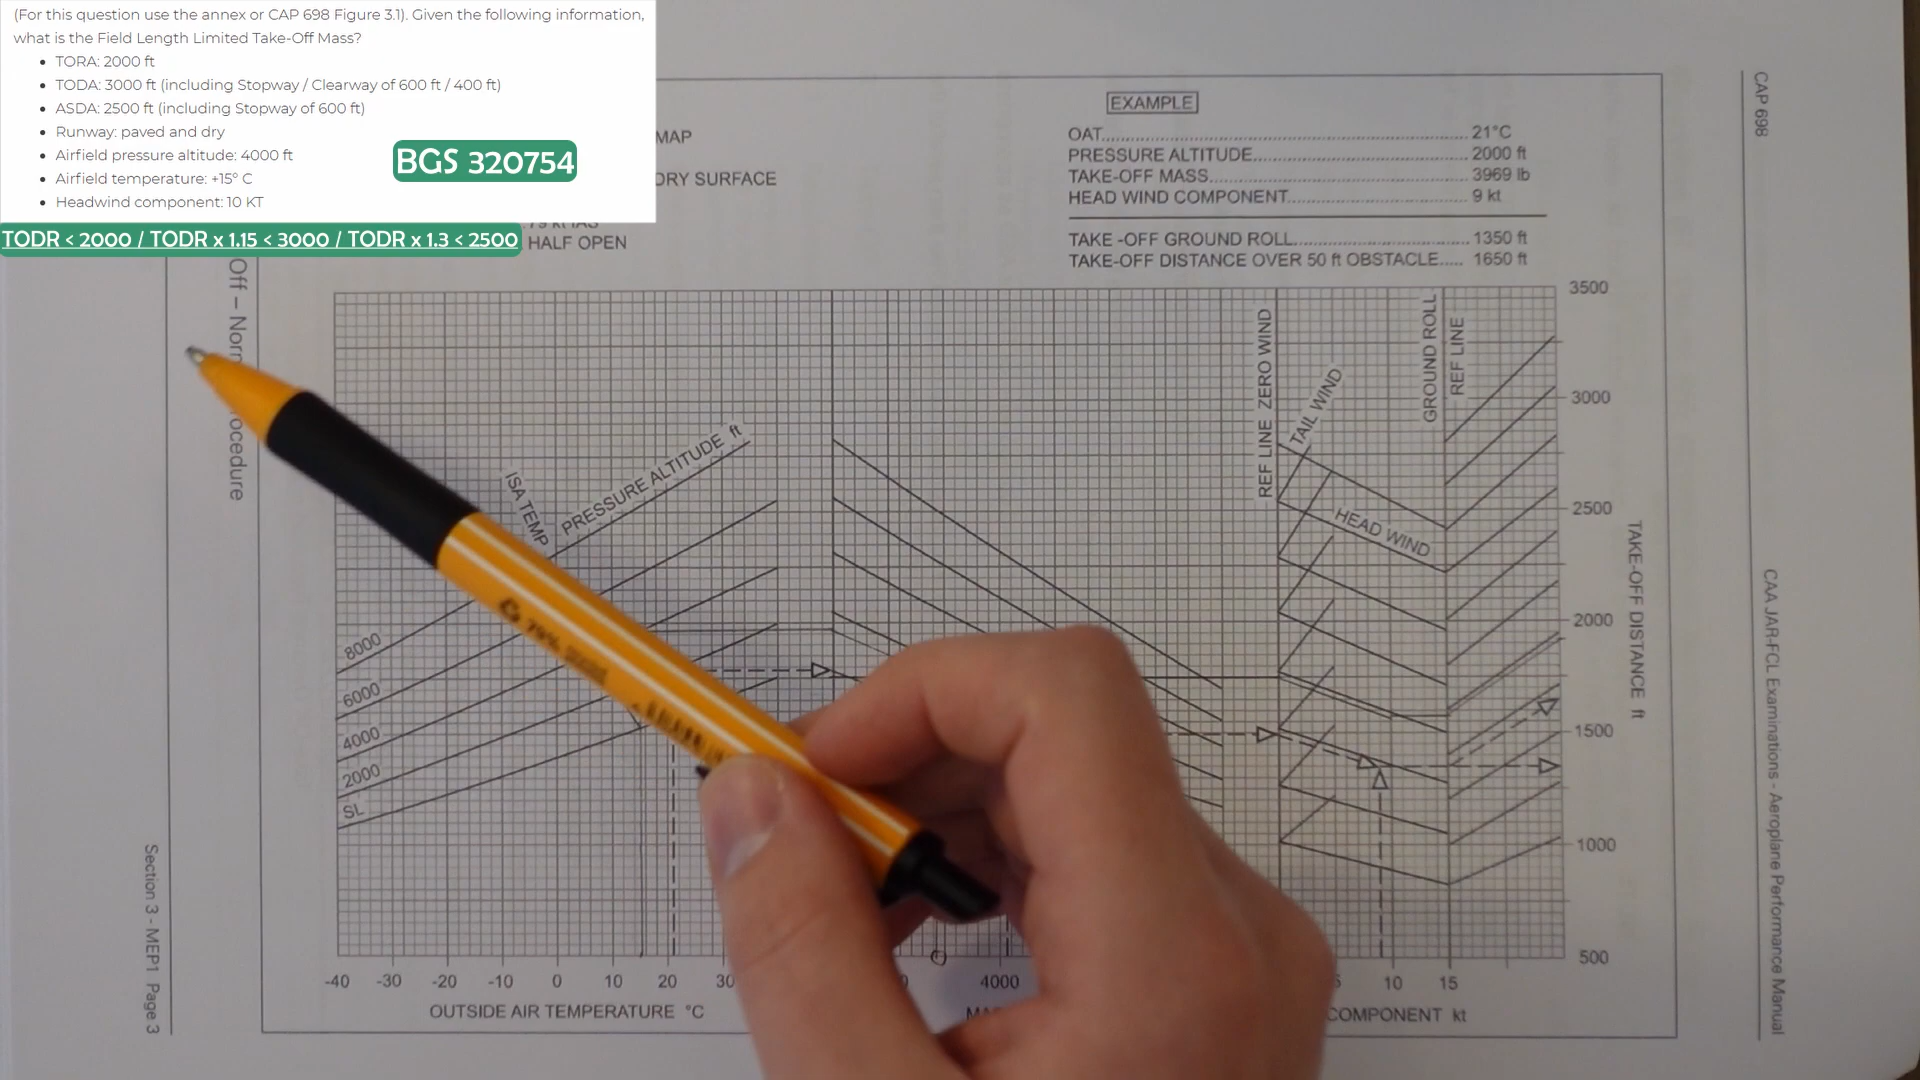 (For this question use the annex or CAP 698 Figure 3.1). Given the following information,
what is the Field Length Limited Take-Off Mass?
• TORA: 2000 ft
• TODA: 3000 ft (including Stopway / Clearway of 600 ft / 400 ft)
• ASDA: 2500 ft (including Stopway of 600 ft)
• Runway: paved and dry
• Airfield pressure altitude: 4000 ft
• Airfield temperature: +15° C
• Headwind component: 10 KT
BGS 320754
TODR < 2000 / TODR x 1.15 < 3000 / TODR x 1.3 < 2500
MAP
DRY SURFACE
HALF OPEN
EXAMPLE
OAT 21°C
PRESSURE ALTITUDE 2000 ft
TAKE-OFF MASS 3969 lb
HEAD WIND COMPONENT 9 kt
TAKE -OFF GROUND ROLL 1350 ft
TAKE-OFF DISTANCE OVER 50 ft OBSTACLE 1650 ft
CAP 698
CAA JAR-FCL Examinations - Aeroplane Performance Manual
Off – Nor
ocedure
Section 3 - MEP1 Page 3
ISA TEMP
PRESSURE ALTITUDE ft
8000
6000
4000
2000
SL
REF LINE ZERO WIND
TAIL WIND
HEAD WIND
GROUND ROLL
REF LINE
3500
3000
2500
2000
1500
1000
500
TAKE-OFF DISTANCE ft
-40 -30 -20 -10 0 10 20 30
4000
10 15
OUTSIDE AIR TEMPERATURE °C
COMPONENT kt